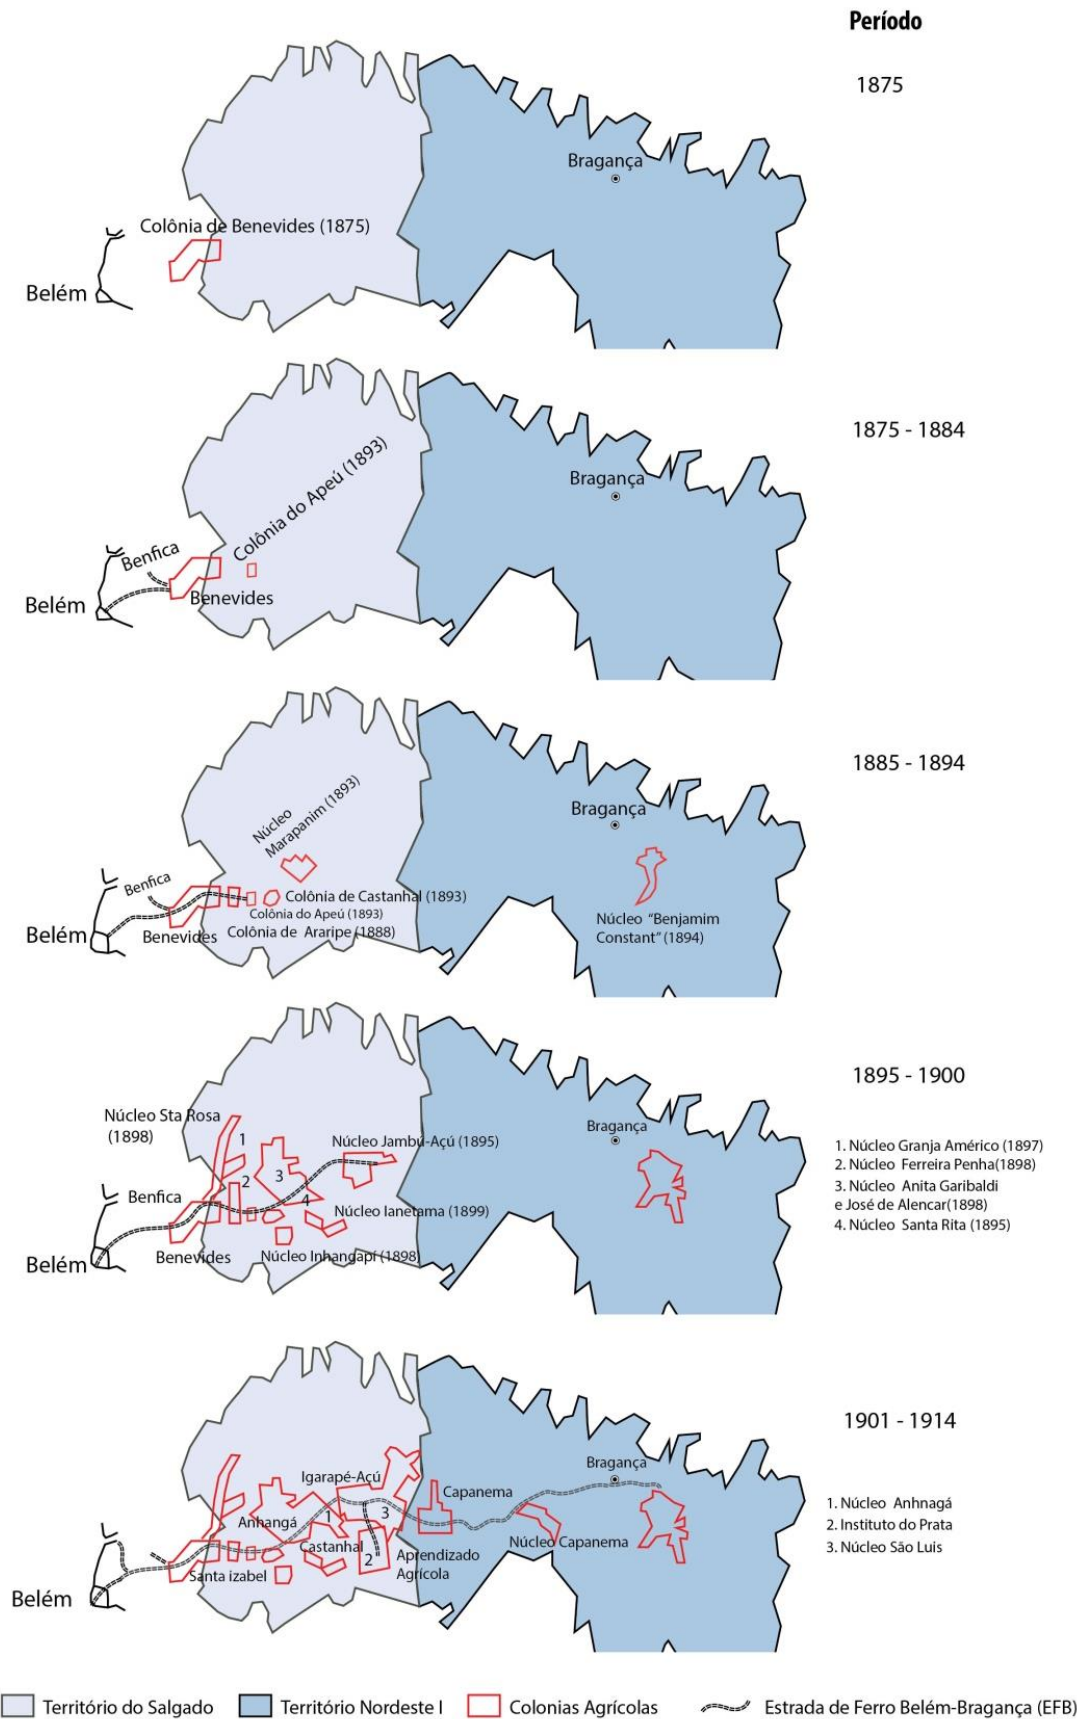 Período
1875
Bragança
Colônia de Benevides (1875)
Belém
1875 - 1884
Colônia do Apeú (1893)
Bragança
Benfica
Belém
Benevides
1885 - 1894
Núcleo
Marapanim (1893)
Bragança
Benfica
Colônia de Castanhal (1893)
Colônia do Apeú (1893)
Belém
Benevides
Colônia de Araripe (1888)
Núcleo "Benjamim
Constant" (1894)
1895 - 1900
Núcleo Sta Rosa
(1898)
Bragança
1
Núcleo Jambú-Açú (1895)
1. Núcleo Granja Américo (1897)
2. Núcleo Ferreira Penha(1898)
3. Núcleo Anita Garibaldi
e José de Alencar(1898)
4. Núcleo Santa Rita (1895)
2
3
4
Benfica
Núcleo Ianetama (1899)
Belém
Benevides
Núcleo Inhangapi (1898)
1901 - 1914
Bragança
Igarapé-Açú
Capanema
1. Núcleo Anhnagá
2. Instituto do Prata
3. Núcleo São Luis
Anhangá
1
3
Castanhal
2
Aprendizado
Agrícola
Núcleo Capanema
Santa izabel
Belém
Território do Salgado
Território Nordeste I
Colonias Agrícolas
Estrada de Ferro Belém-Bragança (EFB)